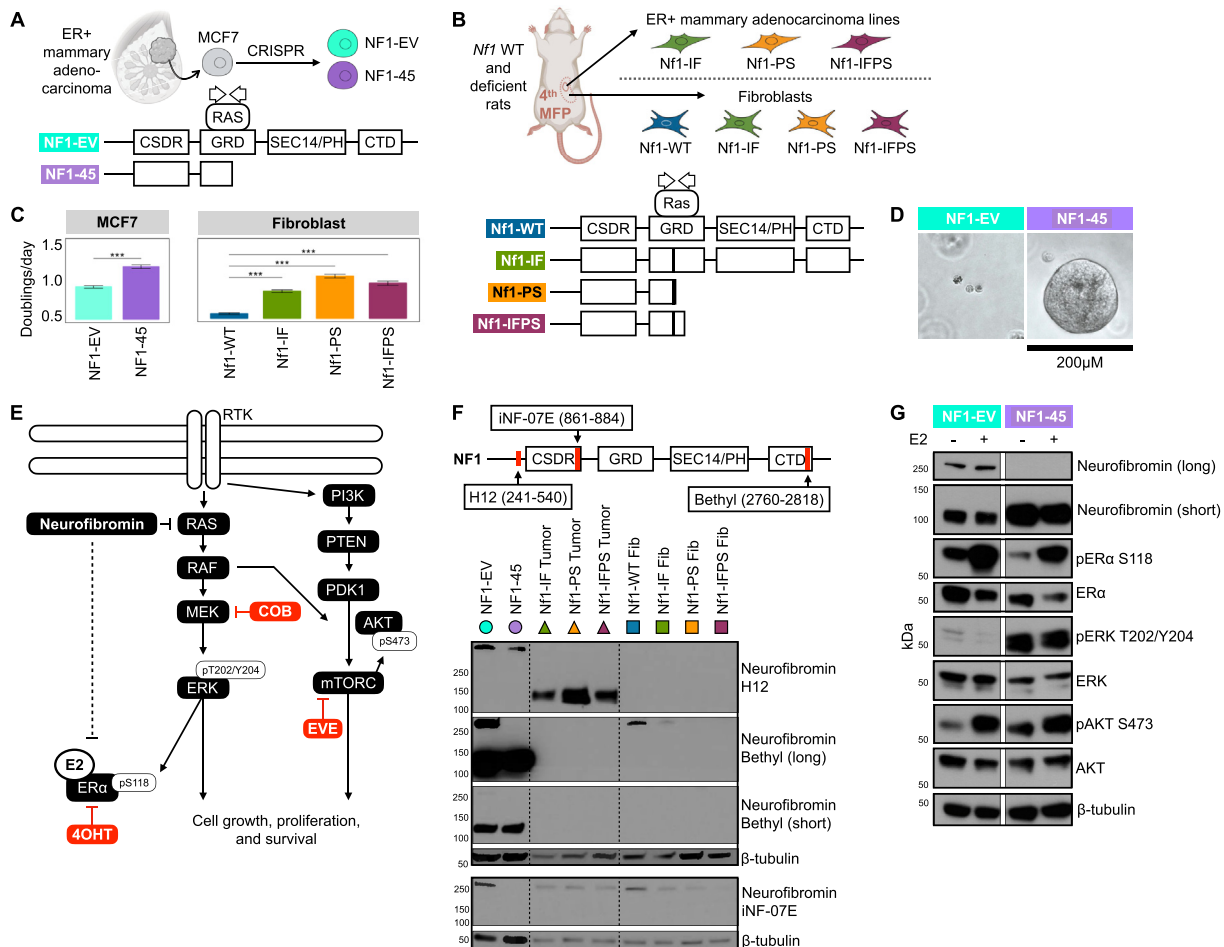 A
ER+
mammary
adeno-
carcinoma
MCF7
CRISPR
NF1-EV
NF1-45
RAS
NF1-EV
CSDR
GRD
SEC14/PH
CTD
NF1-45
B
Nf1 WT
and
deficient
rats
4th
MFP
ER+ mammary adenocarcinoma lines
Nf1-IF
Nf1-PS
Nf1-IFPS
Fibroblasts
Nf1-WT
Nf1-IF
Nf1-PS
Nf1-IFPS
Ras
Nf1-WT
CSDR
GRD
SEC14/PH
CTD
Nf1-IF
Nf1-PS
Nf1-IFPS
C
MCF7
Fibroblast
Doublings/day
1.5
1.0
0.5
***
***
***
***
NF1-EV
NF1-45
Nf1-WT
Nf1-IF
Nf1-PS
Nf1-IFPS
D
NF1-EV
NF1-45
200µM
E
RTK
Neurofibromin
RAS
RAF
MEK
COB
pT202/Y204
ERK
PI3K
PTEN
PDK1
AKT
pS473
mTORC
EVE
E2
ERα
pS118
4OHT
Cell growth, proliferation,
and survival
F
iNF-07E (861-884)
NF1
CSDR
GRD
SEC14/PH
CTD
H12 (241-540)
Bethyl (2760-2818)
NF1-EV
NF1-45
Nf1-IF Tumor
Nf1-PS Tumor
Nf1-IFPS Tumor
Nf1-WT Fib
Nf1-IF Fib
Nf1-PS Fib
Nf1-IFPS Fib
250
150
100
Neurofibromin
H12
250
150
100
Neurofibromin
Bethyl (long)
250
150
100
Neurofibromin
Bethyl (short)
50
β-tubulin
250
150
100
Neurofibromin
iNF-07E
50
β-tubulin
G
NF1-EV
NF1-45
E2
-
+
-
+
kDa
250
Neurofibromin (long)
150
100
Neurofibromin (short)
50
pERα S118
50
ERα
50
pERK T202/Y204
50
ERK
50
pAKT S473
50
AKT
50
β-tubulin